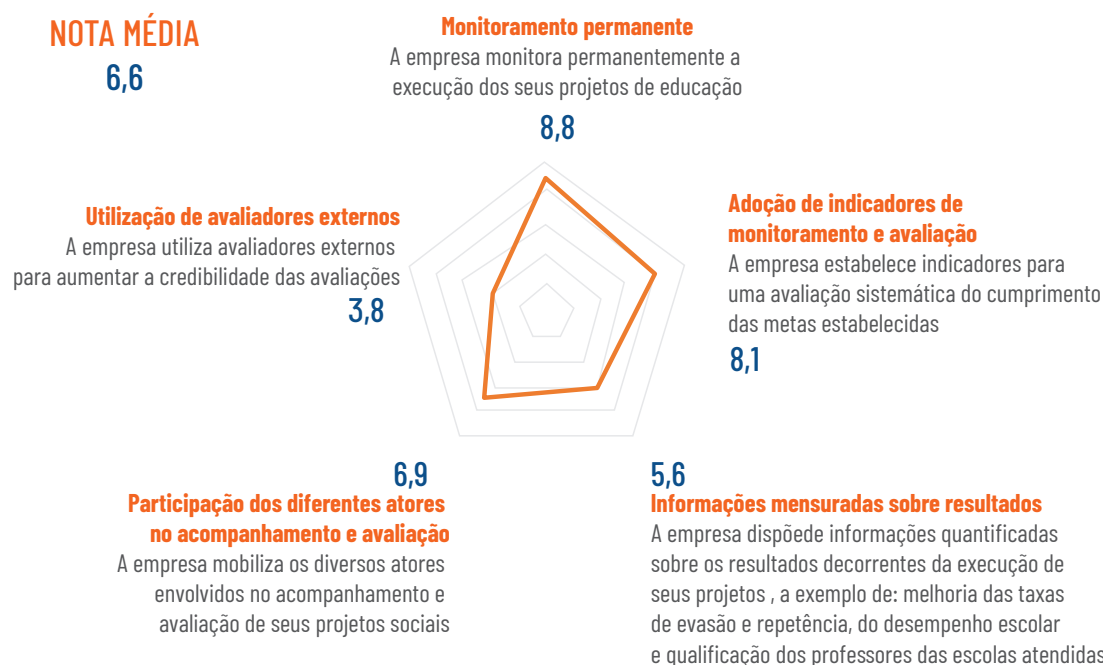 NOTA MÉDIA
6,6
Monitoramento permanente
A empresa monitora permanentemente a
execução dos seus projetos de educação
8,8
Adoção de indicadores de
monitoramento e avaliação
A empresa estabelece indicadores para
uma avaliação sistemática do cumprimento
das metas estabelecidas
8,1
Utilização de avaliadores externos
A empresa utiliza avaliadores externos
para aumentar a credibilidade das avaliações
3,8
6,9
Participação dos diferentes atores
no acompanhamento e avaliação
A empresa mobiliza os diversos atores
envolvidos no acompanhamento e
avaliação de seus projetos sociais
5,6
Informações mensuradas sobre resultados
A empresa dispõede informações quantificadas
sobre os resultados decorrentes da execução de
seus projetos , a exemplo de: melhoria das taxas
de evasão e repetência, do desempenho escolar
e qualificação dos professores das escolas atendidas